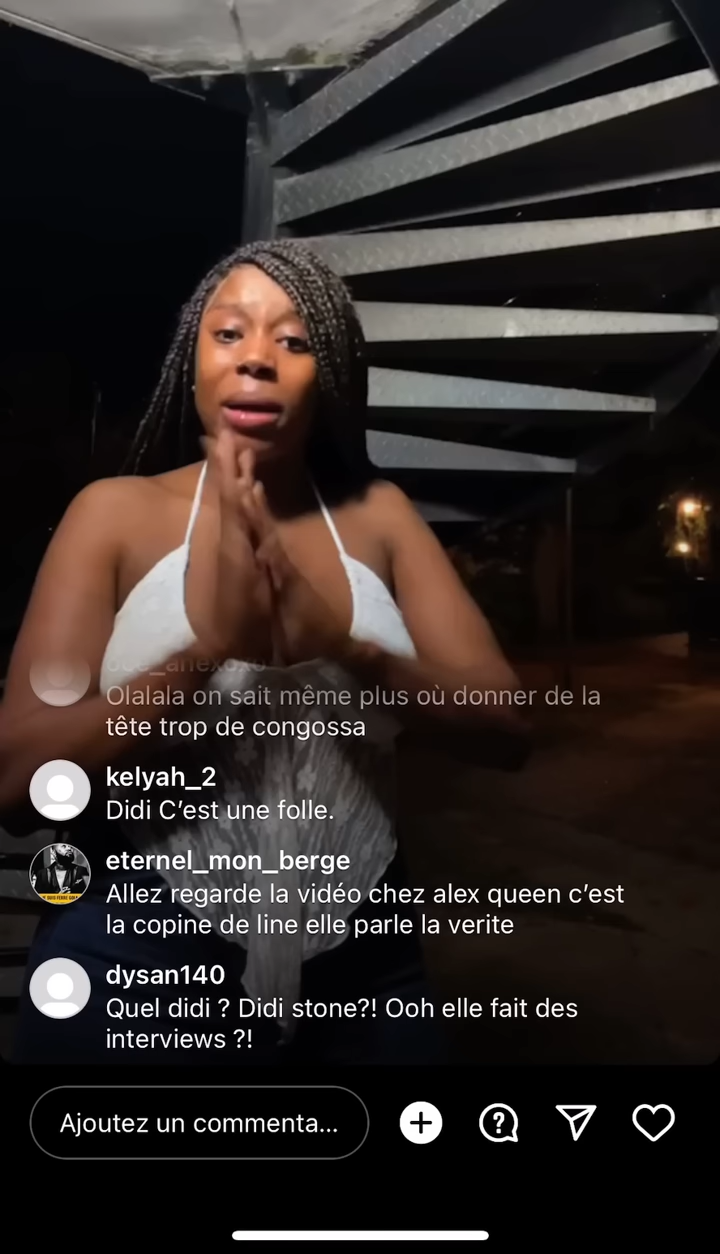 Olalala on sait même plus où donner de la
tête trop de congossa
kelyah_2
Didi C’est une folle.
eternel_mon_berge
Allez regarde la vidéo chez alex queen c’est
la copine de line elle parle la verite
dysan140
Quel didi ? Didi stone?! Ooh elle fait des
interviews ?!
Ajoutez un commenta...